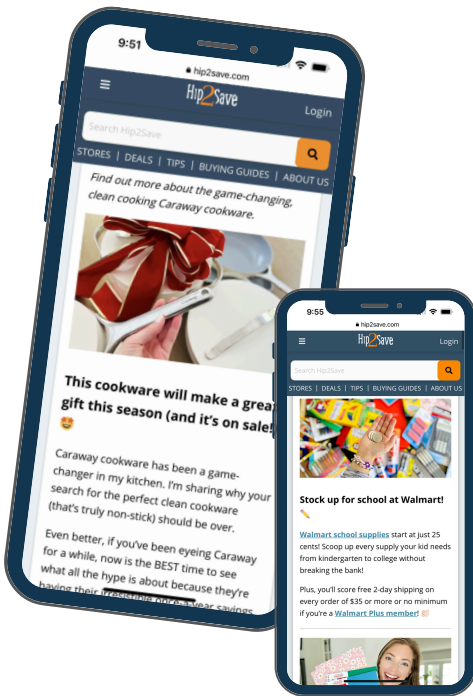 9:51
hip2save.com
Hip2Save
Login
Search Hip2Save
STORES | DEALS | TIPS | BUYING GUIDES | ABOUT US
Find out more about the game-changing,
clean cooking Caraway cookware.
This cookware will make a great
gift this season (and it's on sale!
🤩
Caraway cookware has been a game-
changer in my kitchen. I'm sharing why your
search for the perfect clean cookware
(that's truly non-stick) should be over.
Even better, if you've been eyeing Caraway
for a while, now is the BEST time to see
what all the hype is about because they're
having their irresistible once-a-year savings
9:55
hip2save.com
Hip2Save
Login
Search Hip2Save
STORES | DEALS | TIPS | BUYING GUIDES | ABOUT US
Stock up for school at Walmart!
✏️
Walmart school supplies start at just 25
cents! Scoop up every supply your kid needs
from kindergarten to college without
breaking the bank!
Plus, you'll score free 2-day shipping on
every order of $35 or more or no minimum
if you're a Walmart Plus member! 👏🏻